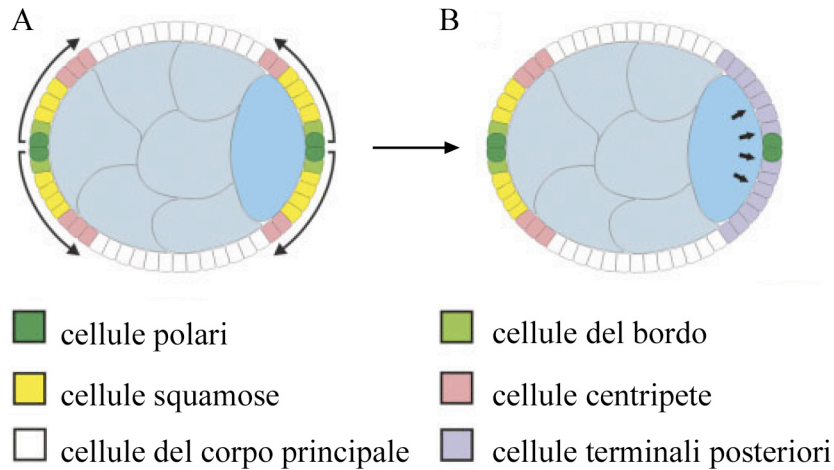 A
B
cellule polari
cellule del bordo
cellule squamose
cellule centripete
cellule del corpo principale
cellule terminali posteriori